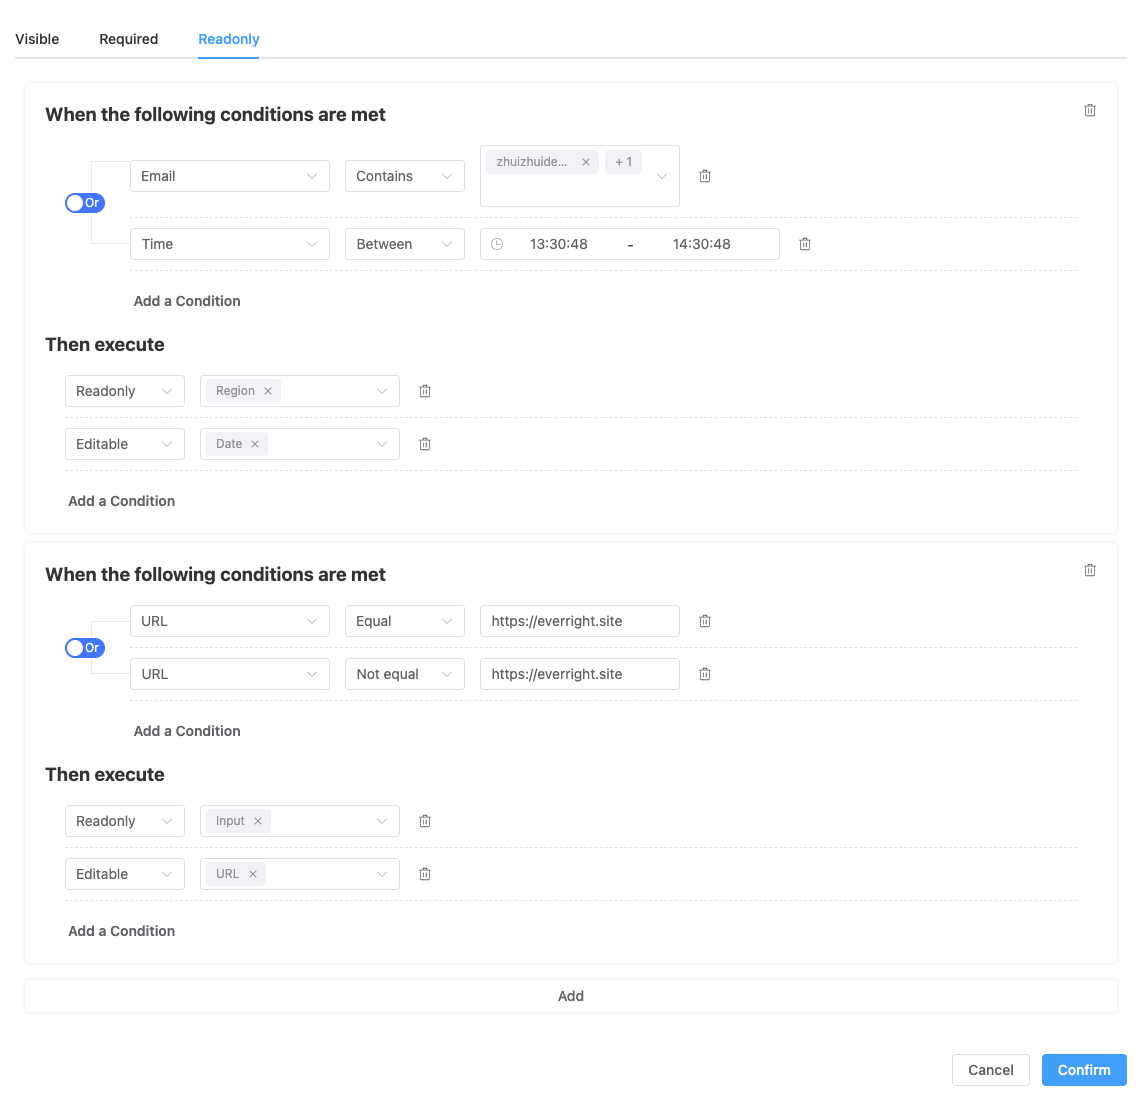 Visible Required Readonly
When the following conditions are met
Email Contains zhuizhuide... × + 1
Or
Time Between 13:30:48 - 14:30:48
Add a Condition
Then execute
Readonly Region ×
Editable Date ×
Add a Condition
When the following conditions are met
URL Equal https://everright.site
Or
URL Not equal https://everright.site
Add a Condition
Then execute
Readonly Input ×
Editable URL ×
Add a Condition
Add
Cancel Confirm